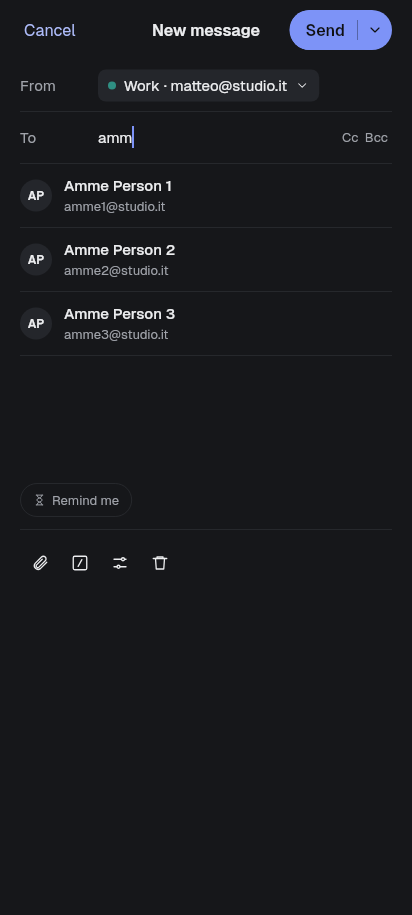 Cancel New message Send
From Work · matteo@studio.it
To amm Cc Bcc
AP Amme Person 1
amme1@studio.it
AP Amme Person 2
amme2@studio.it
AP Amme Person 3
amme3@studio.it
Remind me